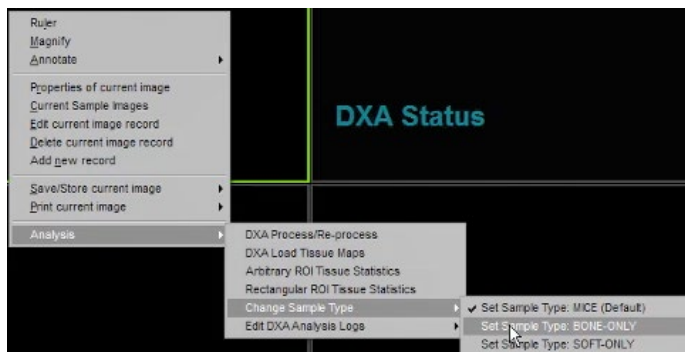 Ruler
Magnify
Annotate
Properties of current image
Current Sample Images
Edit current image record
Delete current image record
Add new record
Save/Store current image
Print current image
Analysis
DXA Status
DXA Process/Re-process
DXA Load Tissue Maps
Arbitrary ROI Tissue Statistics
Rectangular ROI Tissue Statistics
Change Sample Type
Edit DXA Analysis Logs
Set Sample Type: MICE (Default)
Set Sample Type: BONE-ONLY
Set Sample Type: SOFT-ONLY